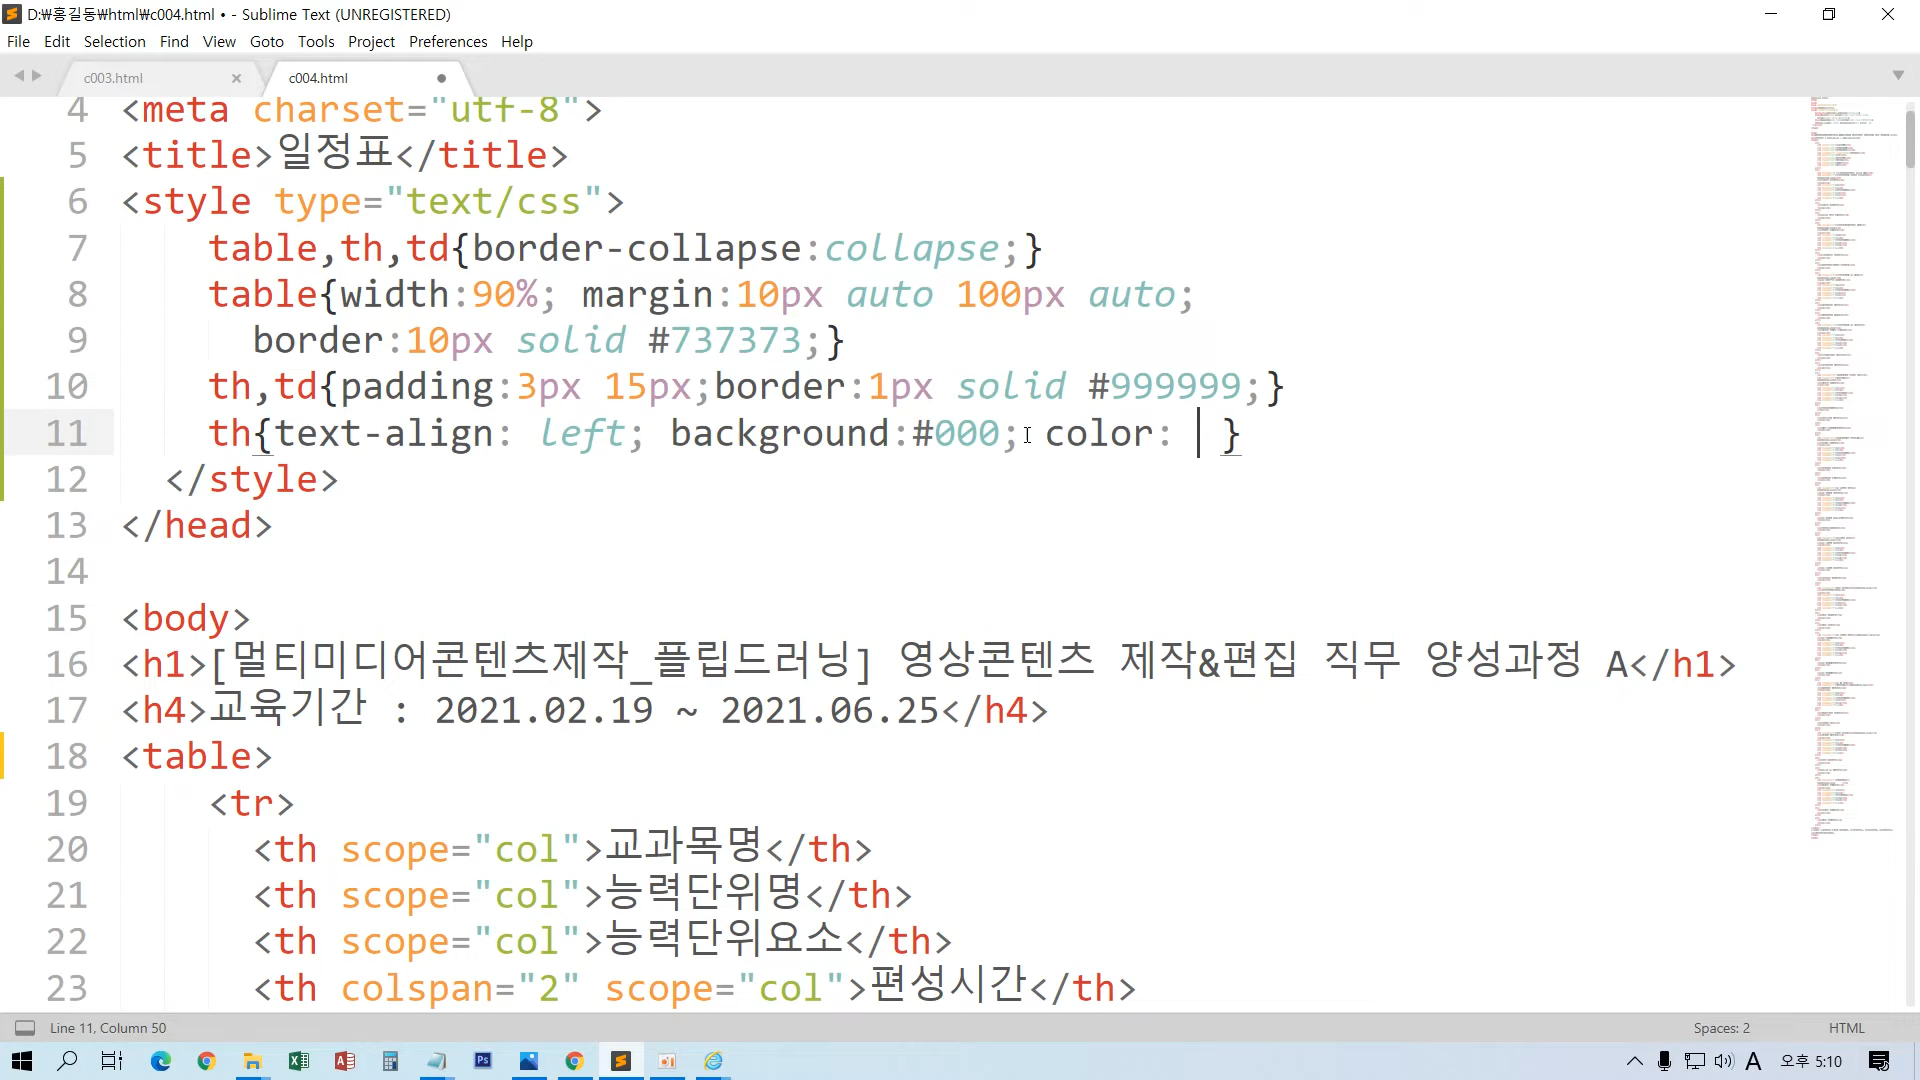 D:₩홍길동₩html₩c004.html • - Sublime Text (UNREGISTERED)
File Edit Selection Find View Goto Tools Project Preferences Help
c003.html c004.html
4 <meta charset="utf-8">
5 <title>일정표</title>
6 <style type="text/css">
7 table,th,td{border-collapse:collapse;}
8 table{width:90%; margin:10px auto 100px auto;
9 border:10px solid #737373;}
10 th,td{padding:3px 15px;border:1px solid #999999;}
11 th{text-align: left; background:#000; color: }
12 </style>
13 </head>
14
15 <body>
16 <h1>[멀티미디어콘텐츠제작_플립드러닝] 영상콘텐츠 제작&편집 직무 양성과정 A</h1>
17 <h4>교육기간 : 2021.02.19 ~ 2021.06.25</h4>
18 <table>
19 <tr>
20 <th scope="col">교과목명</th>
21 <th scope="col">능력단위명</th>
22 <th scope="col">능력단위요소</th>
23 <th colspan="2" scope="col">편성시간</th>
Line 11, Column 50 Spaces: 2 HTML
A 오후 5:10